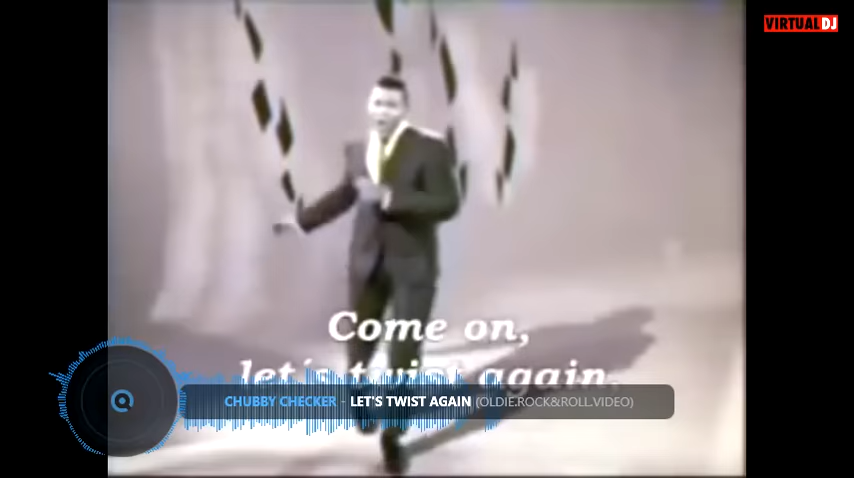 VIRTUALDJ
Come on,
let's twist again.
CHUBBY CHECKER - LET'S TWIST AGAIN (OLDIE.ROCK&ROLL.VIDEO)